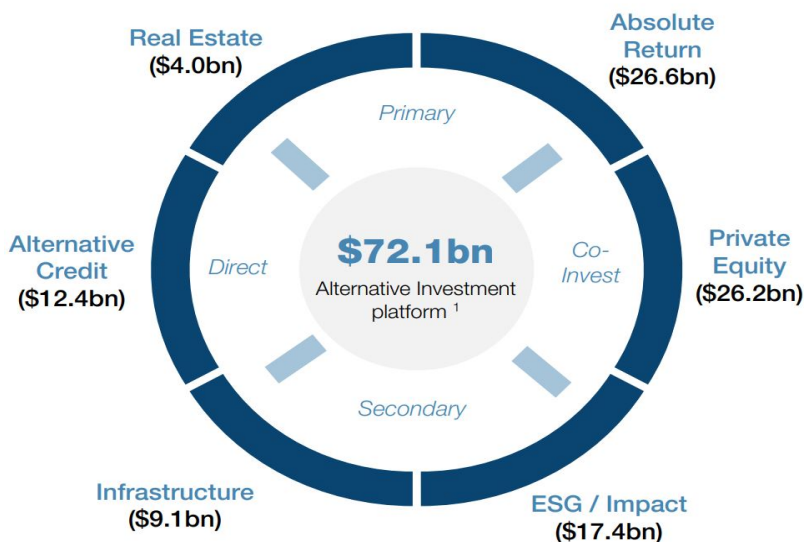 Real Estate
($4.0bn)
Absolute
Return
($26.6bn)
Primary
Alternative
Credit
($12.4bn)
Direct
$72.1bn
Alternative Investment
platform 1
Co-
Invest
Private
Equity
($26.2bn)
Secondary
Infrastructure
($9.1bn)
ESG / Impact
($17.4bn)